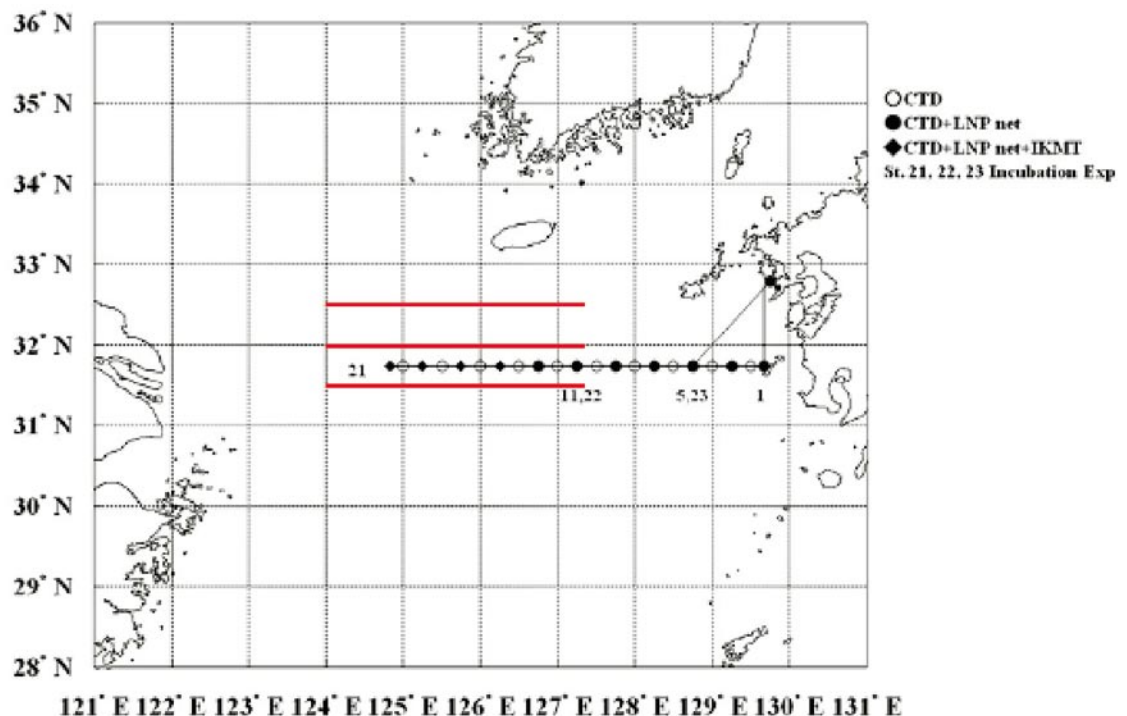 36° N
35° N
34° N
33° N
32° N
31° N
30° N
29° N
28° N
121° E 122° E 123° E 124° E 125° E 126° E 127° E 128° E 129° E 130° E 131° E
CTD
CTD+LNP net
CTD+LNP net+IKMT
St. 21, 22, 23 Incubation Exp
21
11,22
5,23
1